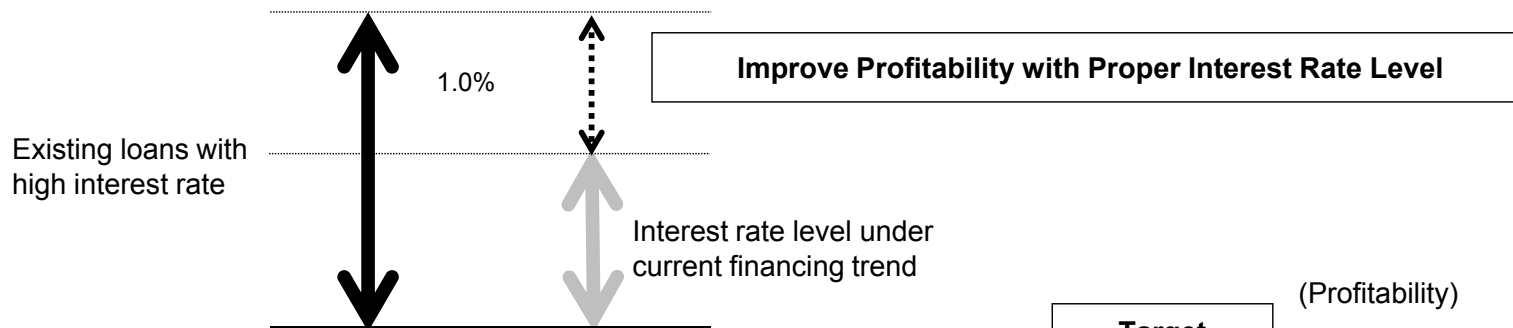 1.0%
Improve Profitability with Proper Interest Rate Level
Existing loans with
high interest rate
Interest rate level under
current financing trend
(Profitability)
Target